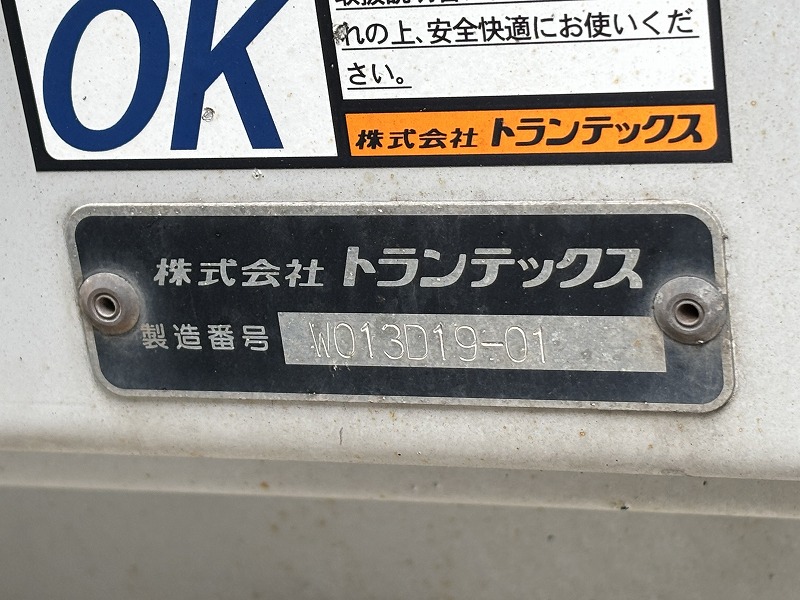 OK
れの上、安全快適にお使いくだ
さい。
株式会社 トランテックス
株式会社 トランテックス
製造番号 W013D19-01